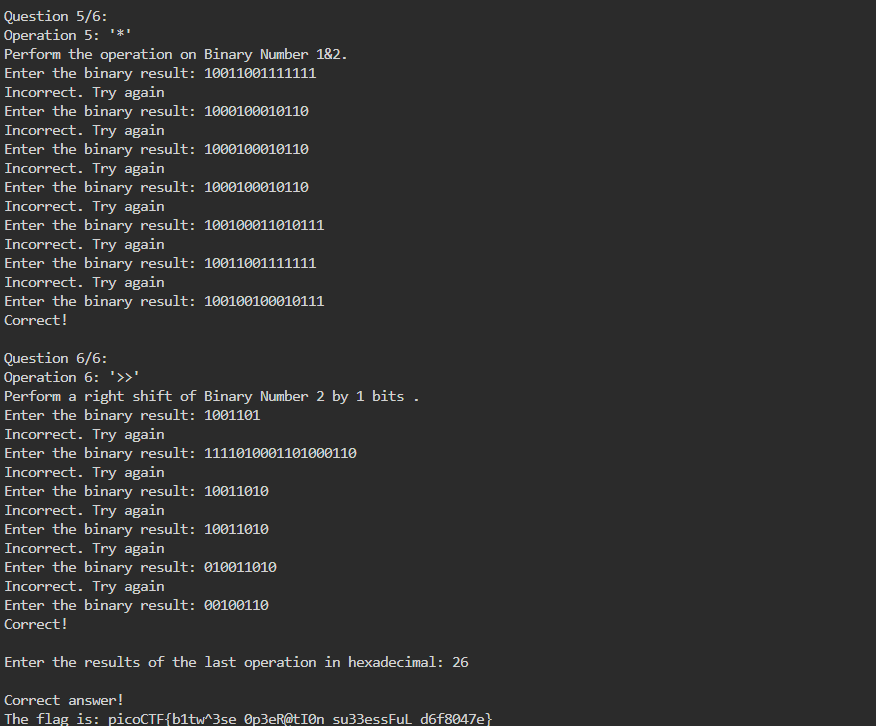 Question 5/6:
Operation 5: '*'
Perform the operation on Binary Number 1&2.
Enter the binary result: 10011001111111
Incorrect. Try again
Enter the binary result: 1000100010110
Incorrect. Try again
Enter the binary result: 1000100010110
Incorrect. Try again
Enter the binary result: 1000100010110
Incorrect. Try again
Enter the binary result: 100100011010111
Incorrect. Try again
Enter the binary result: 10011001111111
Incorrect. Try again
Enter the binary result: 100100100010111
Correct!
Question 6/6:
Operation 6: '>>'
Perform a right shift of Binary Number 2 by 1 bits .
Enter the binary result: 1001101
Incorrect. Try again
Enter the binary result: 1111010001101000110
Incorrect. Try again
Enter the binary result: 10011010
Incorrect. Try again
Enter the binary result: 10011010
Incorrect. Try again
Enter the binary result: 010011010
Incorrect. Try again
Enter the binary result: 00100110
Correct!
Enter the results of the last operation in hexadecimal: 26
Correct answer!
The flag is: picoCTF{b1tw^3se_0p3eR@tI0n_su33essFuL_d6f8047e}